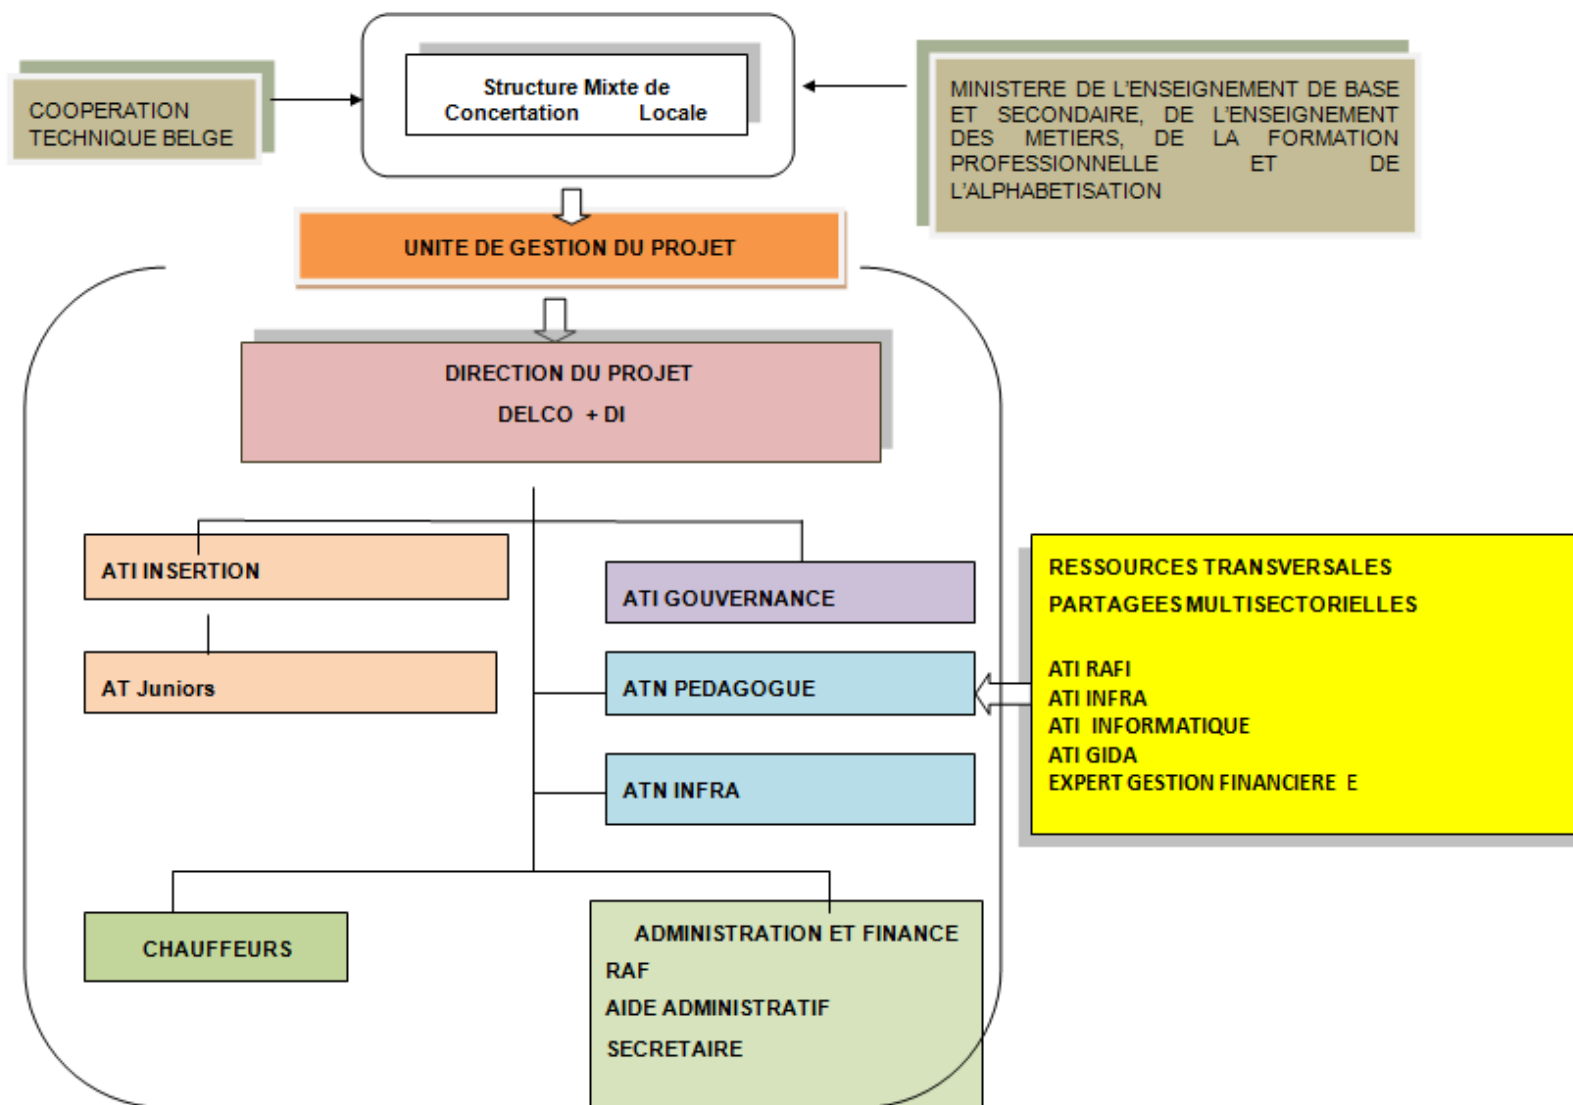 Structure Mixte de
Concertation Locale
COOPERATION
TECHNIQUE BELGE
MINISTERE DE L'ENSEIGNEMENT DE BASE
ET SECONDAIRE, DE L'ENSEIGNEMENT
DES METIERS, DE LA FORMATION
PROFESSIONNELLE ET DE
L'ALPHABETISATION
UNITE DE GESTION DU PROJET
DIRECTION DU PROJET
DELCO + DI
ATI INSERTION
ATI GOUVERNANCE
AT Juniors
ATN PEDAGOGUE
ATN INFRA
RESSOURCES TRANSVERSALES
PARTAGEES MULTISECTORIELLES
ATI RAFI
ATI INFRA
ATI INFORMATIQUE
ATI GIDA
EXPERT GESTION FINANCIERE E
CHAUFFEURS
ADMINISTRATION ET FINANCE
RAF
AIDE ADMINISTRATIF
SECRETAIRE